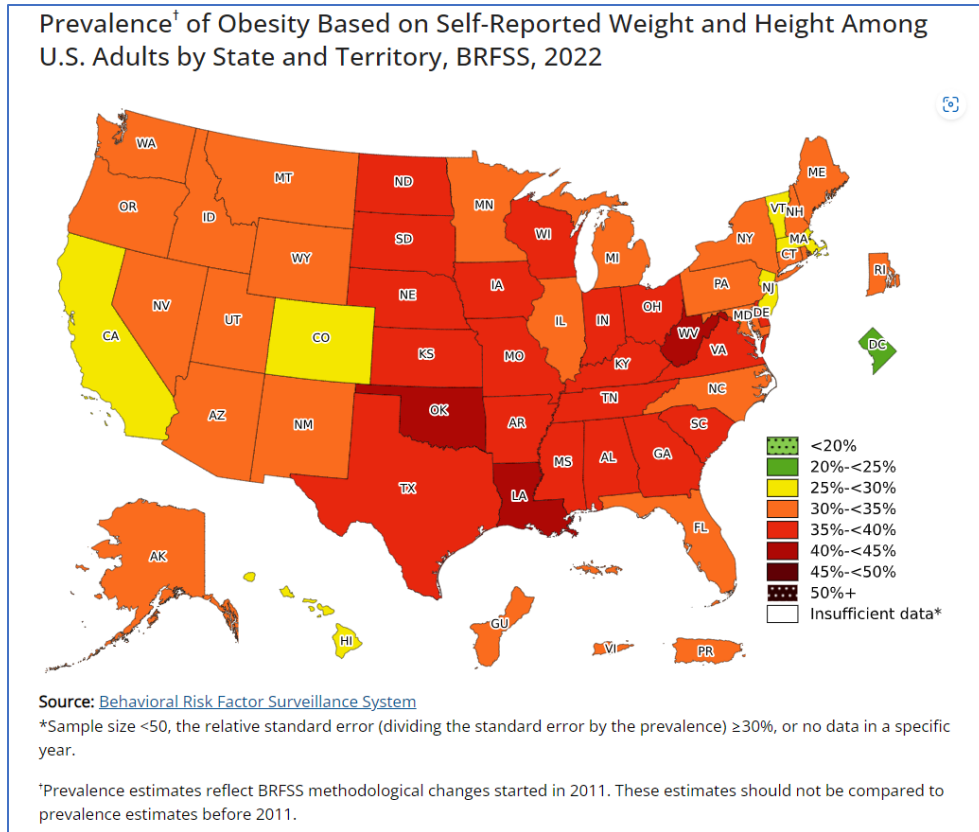 Prevalence† of Obesity Based on Self-Reported Weight and Height Among
U.S. Adults by State and Territory, BRFSS, 2022
WA
MT
ND
MN
ME
OR
ID
SD
WI
VT
NH
WY
MI
NY
MA
CT
RI
NE
IA
PA
NJ
NV
UT
CO
IL
IN
OH
MD
DE
CA
KS
MO
WV
VA
DC
KY
AZ
NM
OK
AR
TN
NC
SC
TX
MS
AL
GA
LA
FL
AK
HI
GU
VI
PR
<20%
20%-<25%
25%-<30%
30%-<35%
35%-<40%
40%-<45%
45%-<50%
50%+
Insufficient data*
Source: Behavioral Risk Factor Surveillance System
*Sample size <50, the relative standard error (dividing the standard error by the prevalence) ≥30%, or no data in a specific
year.
†Prevalence estimates reflect BRFSS methodological changes started in 2011. These estimates should not be compared to
prevalence estimates before 2011.